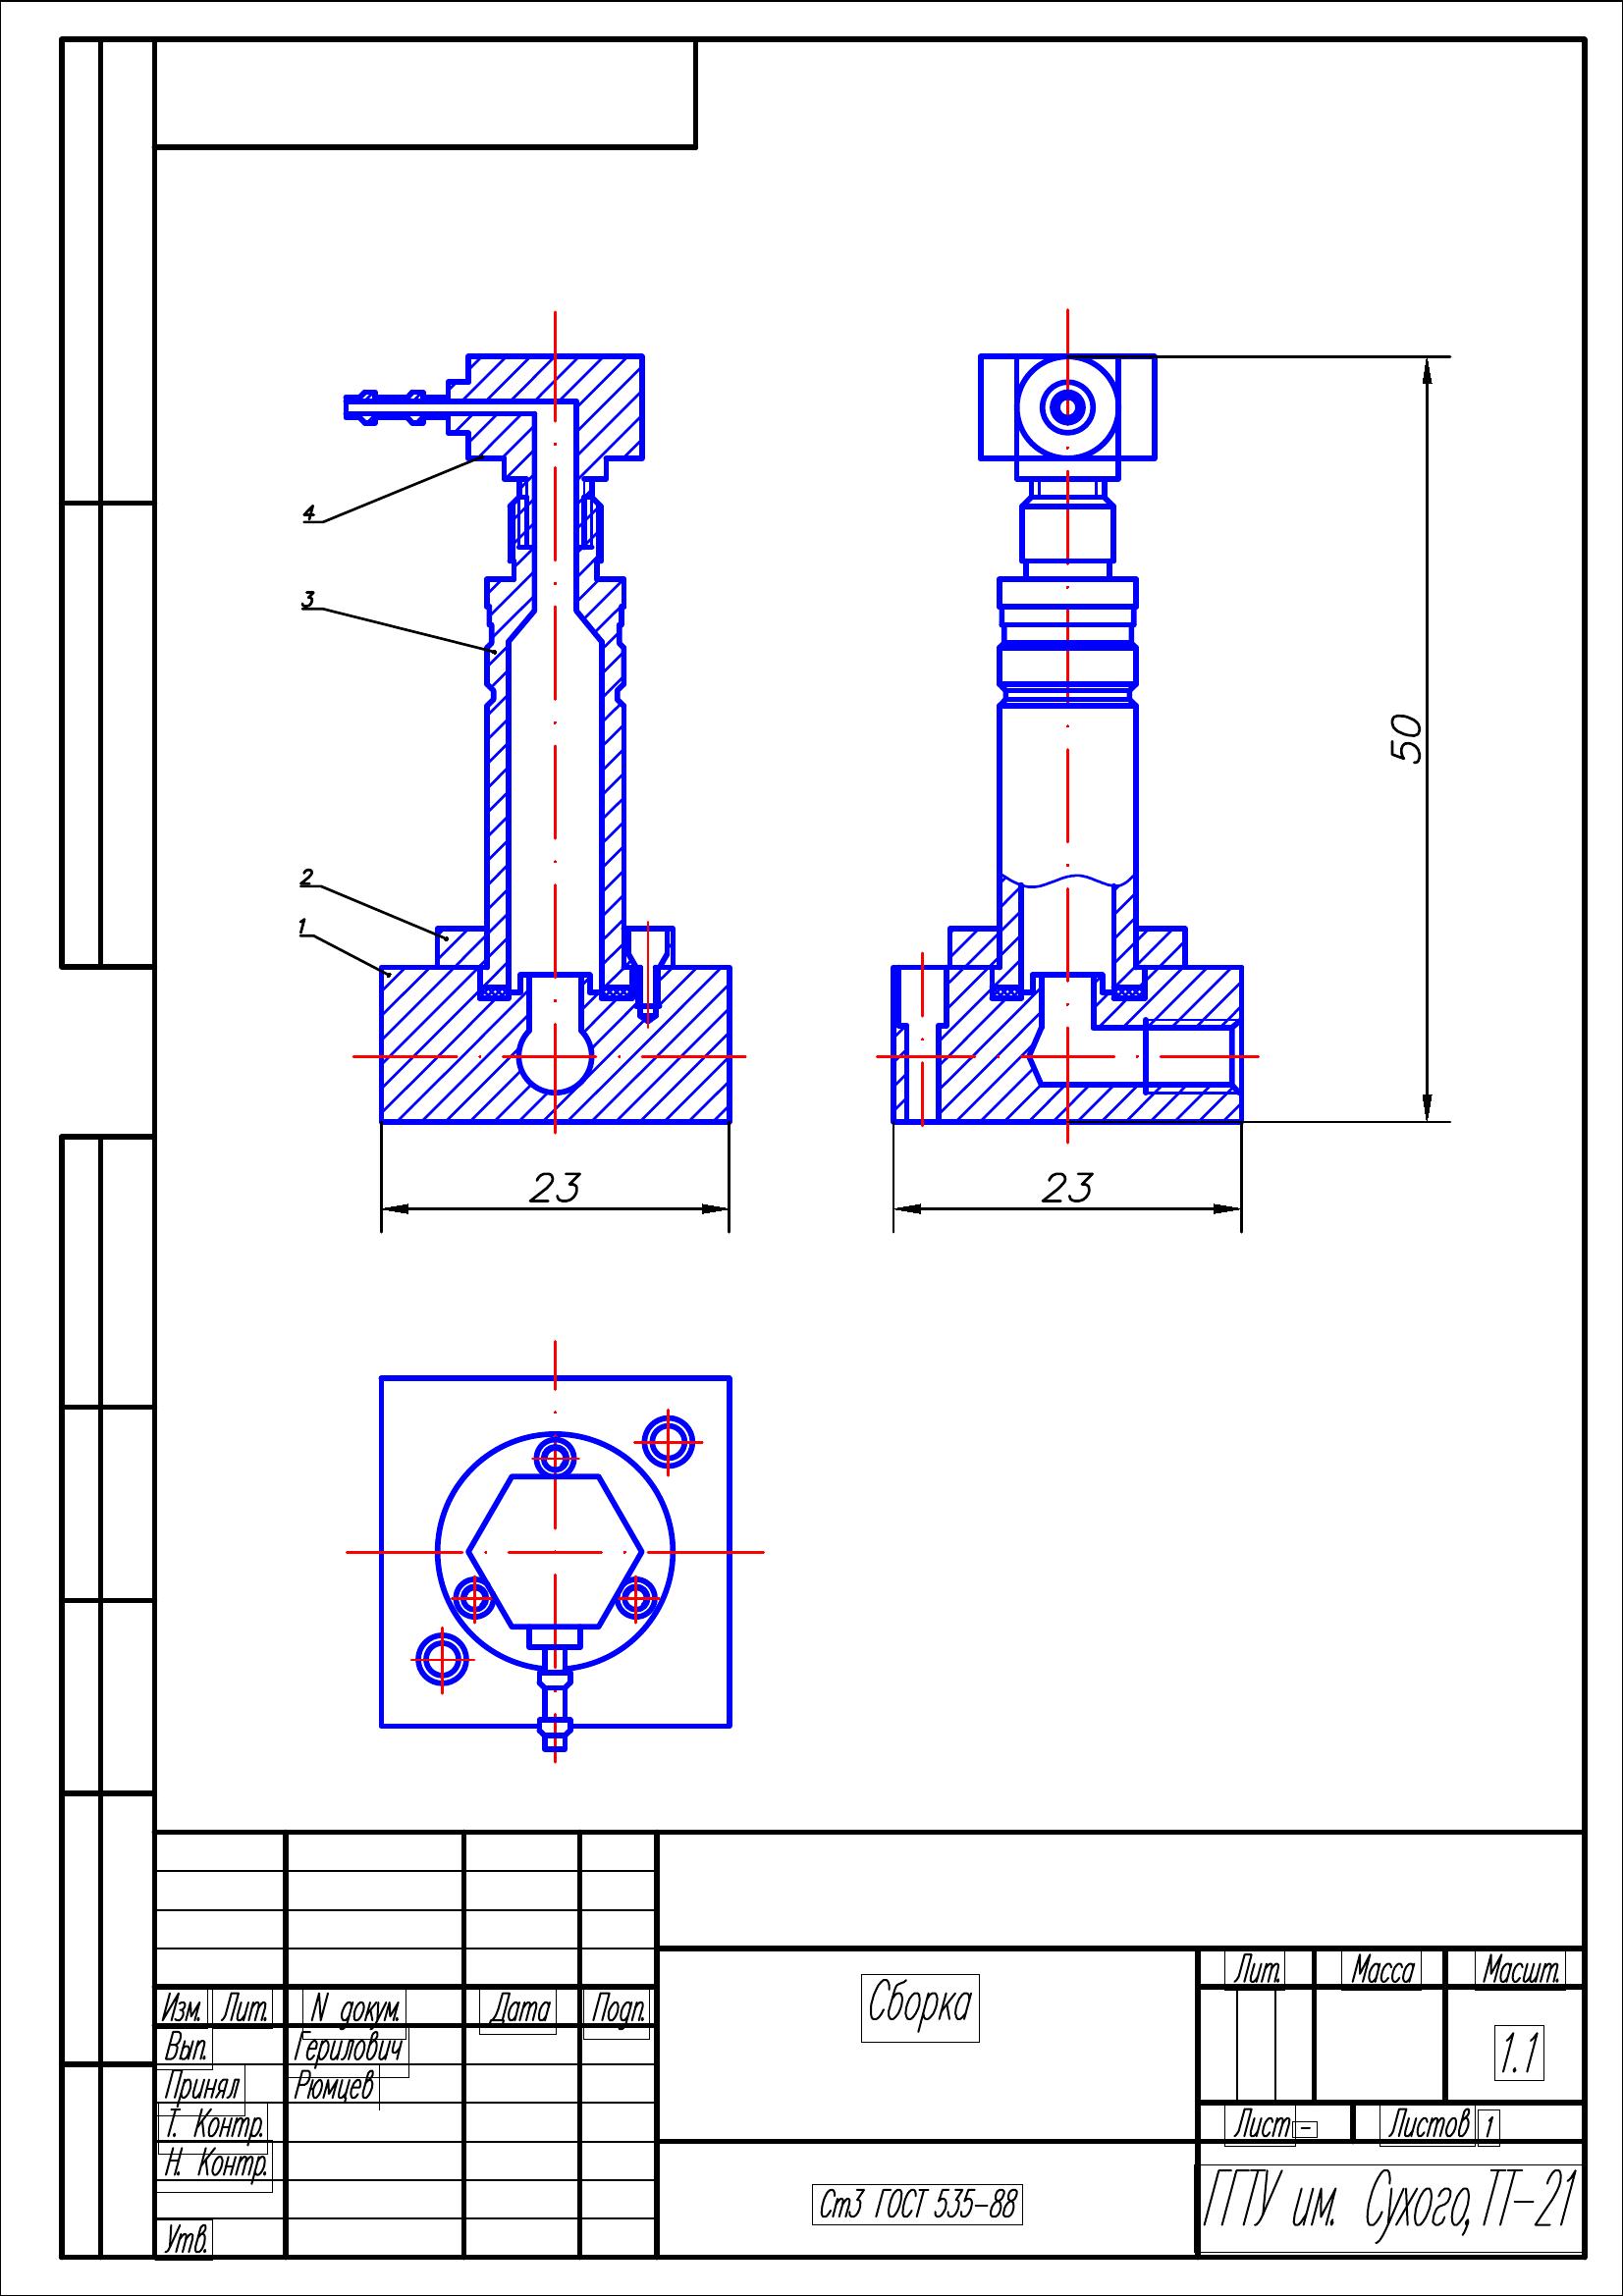 4
3
2
1
50
23
23
Сборка
Лит. Масса Масшт.
Изм. Лит. N докум. Дата Подп.
1.1
Вып. Герилович
Принял Рюмцев
Т. Контр.
Лист - Листов 1
Н. Контр.
Ст3 ГОСТ 535-88
ГГТУ им. Сухого, ТТ-21
Утв.